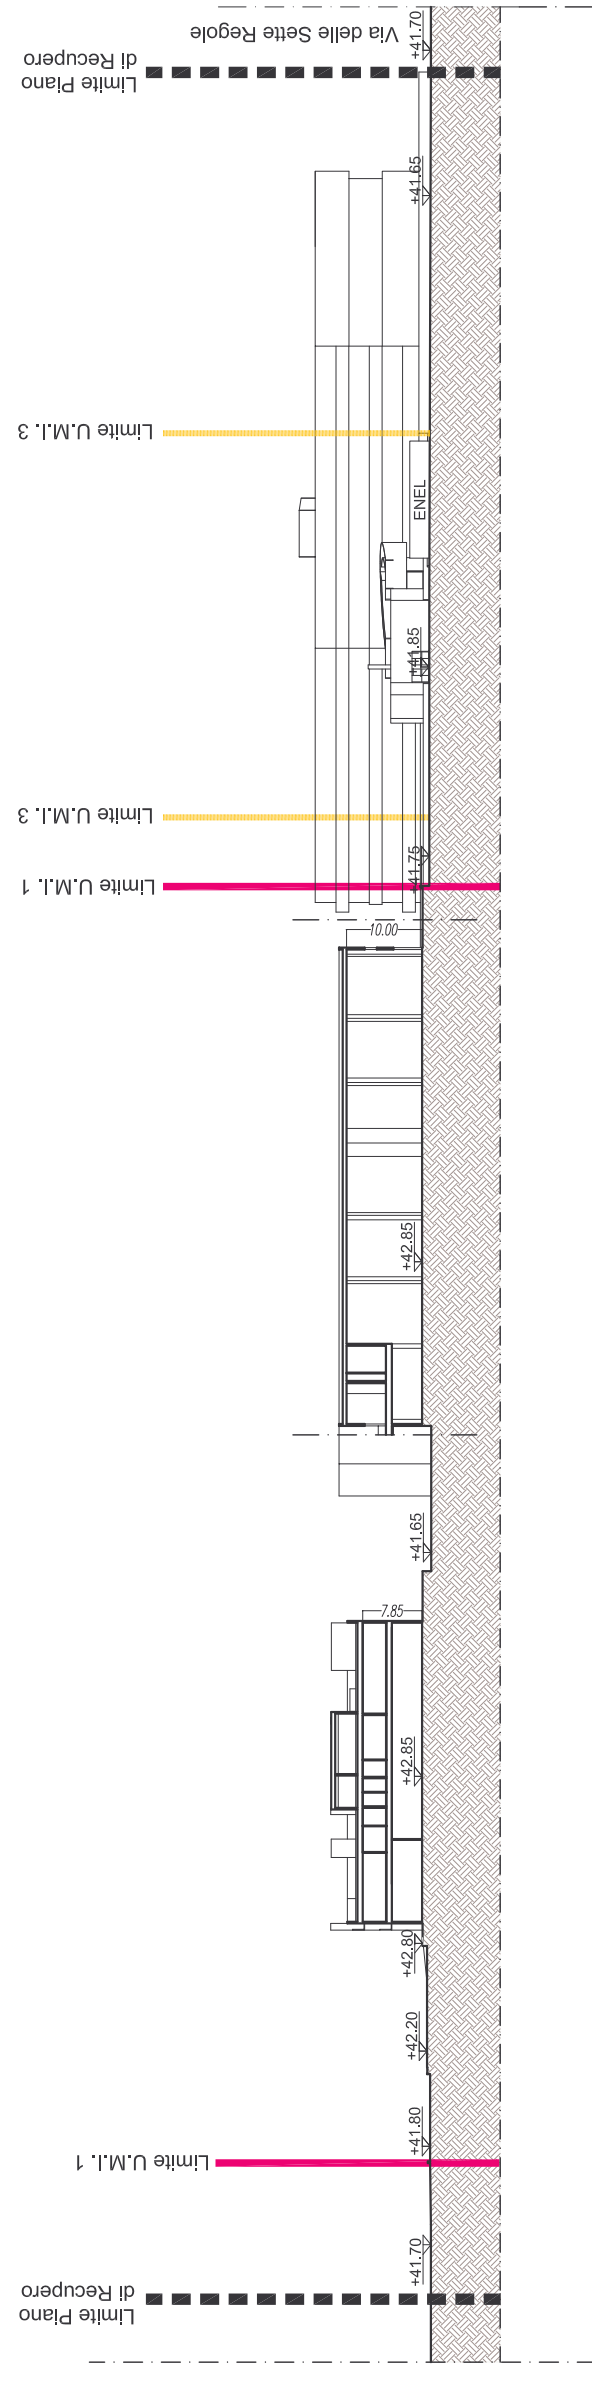 Via delle Sette Regole
+41.70
Limite Piano
di Recupero
+41.65
Limite U.M.I. 3
ENEL
+41.85
Limite U.M.I. 3
+41.75
Limite U.M.I. 1
10.00
+42.85
+41.65
7.85
+42.85
+42.80
+42.20
+41.80
Limite U.M.I. 1
+41.70
Limite Piano
di Recupero